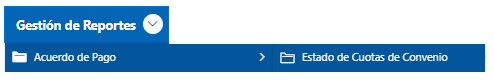 Gestión de Reportes
Acuerdo de Pago
Estado de Cuotas de Convenio